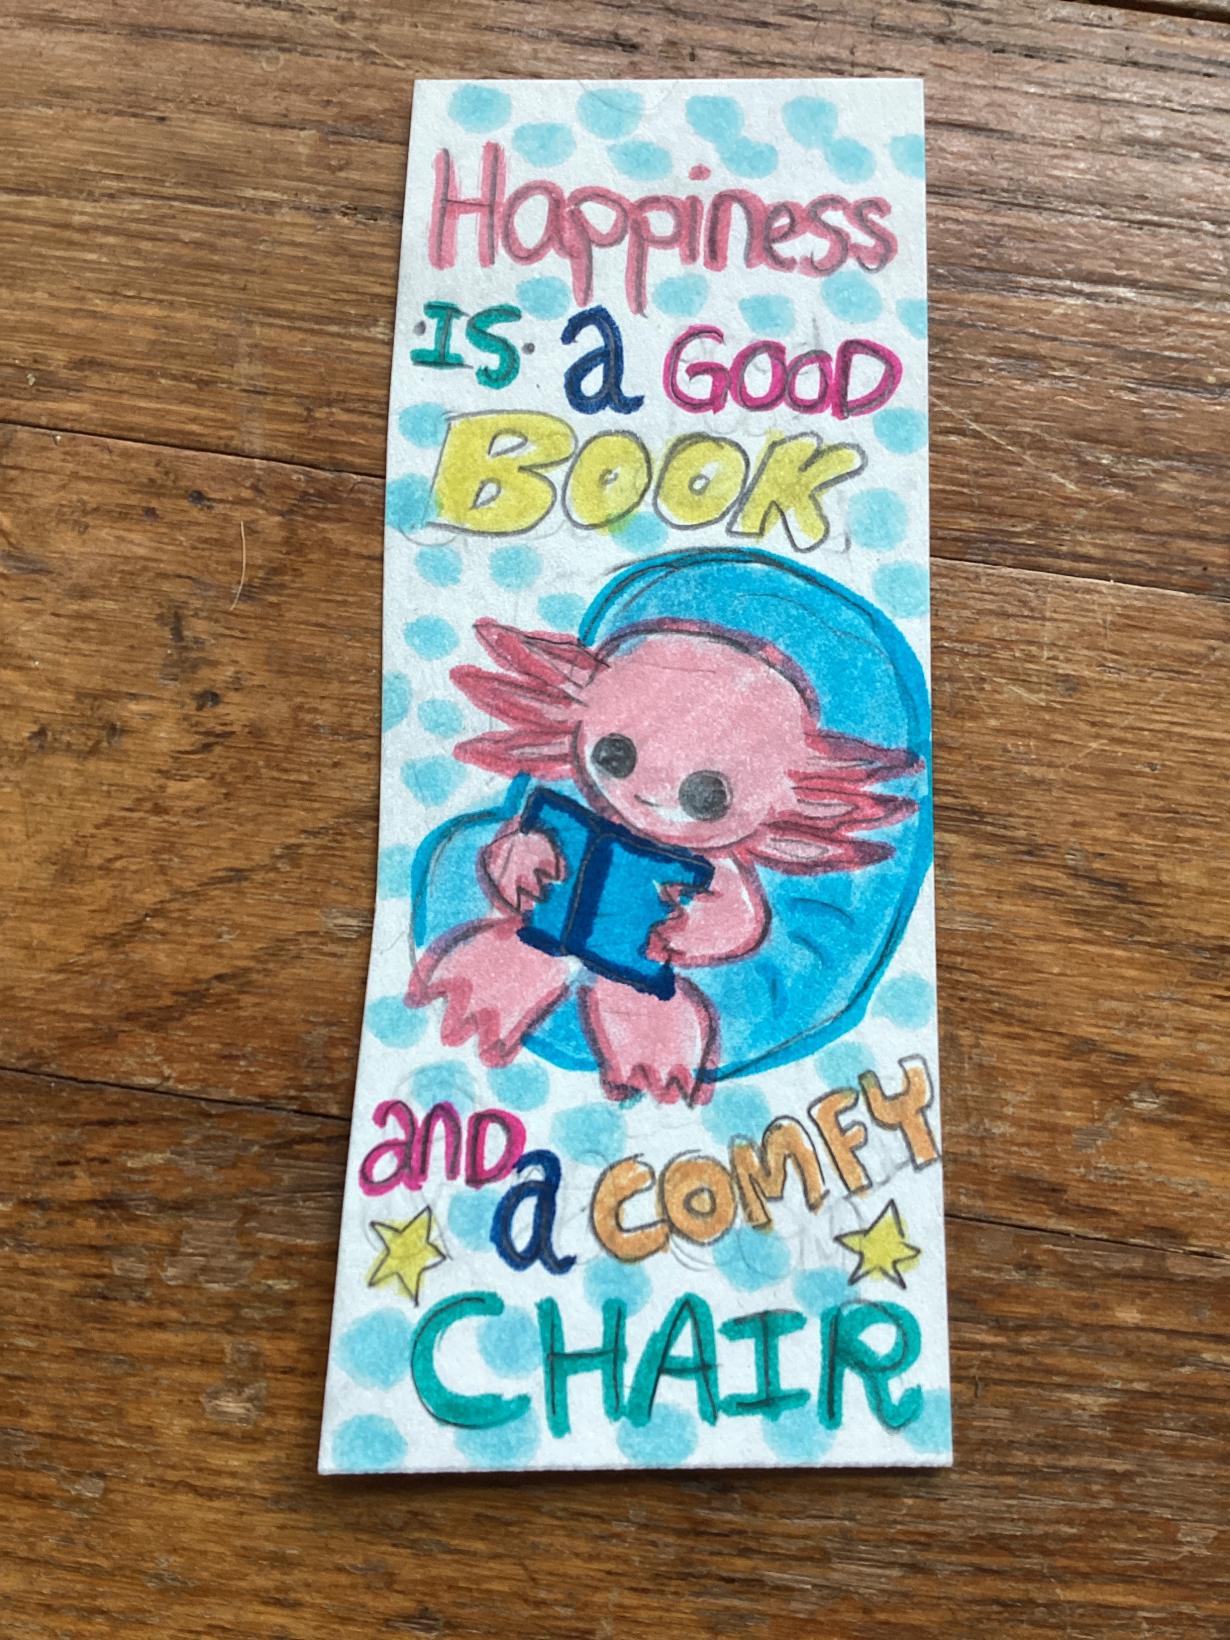 Happiness
IS a GOOD
BOOK
and a COMFY
CHAIR